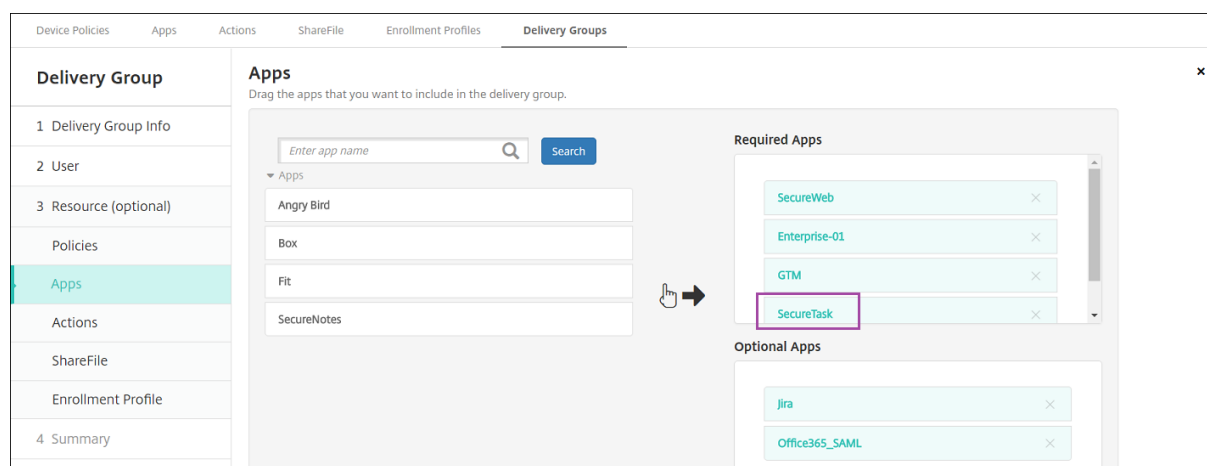 Device Policies Apps Actions ShareFile Enrollment Profiles Delivery Groups
Delivery Group
1 Delivery Group Info
2 User
3 Resource (optional)
Policies
Apps
Actions
ShareFile
Enrollment Profile
4 Summary
Apps
Drag the apps that you want to include in the delivery group.
Enter app name
Search
Apps
Angry Bird
Box
Fit
SecureNotes
Required Apps
SecureWeb
Enterprise-01
GTM
SecureTask
Optional Apps
Jira
Office365_SAML